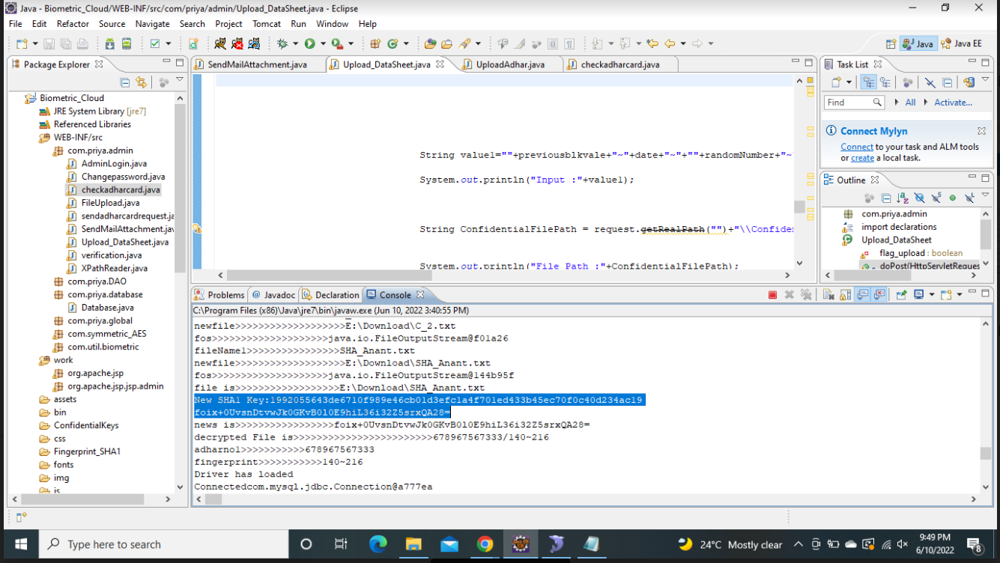 Java - Biometric_Cloud/WEB-INF/src/com/priya/admin/Upload_DataSheet.java - Eclipse
File Edit Refactor Source Navigate Search Project Tomcat Run Window Help
Java Java EE
Package Explorer
Biometric_Cloud
JRE System Library [jre7]
Referenced Libraries
WEB-INF/src
com.priya.admin
AdminLogin.java
Changepassword.java
checkadharcard.java
FileUpload.java
sendadharcardrequest.ja
SendMailAttachment.jav
Upload_DataSheet.java
verification.java
XPathReader.java
com.priya.DAO
com.priya.database
Database.java
com.priya.global
com.symmetric_AES
com.util.biometric
work
org.apache.jsp
org.apache.jsp.jsp.admin
assets
bin
ConfidentialKeys
css
Fingerprint_SHA1
fonts
img
js
SendMailAttachment.java Upload_DataSheet.java UploadAdhar.java checkadharcard.java
String value1=""+previousblkvale+"~"+date+"~"+""+randomNumber+"~
System.out.println("Input :"+value1);
String ConfidentialFilePath = request.getRealPath("")+"\\Confiden
System.out.println("File Path :"+ConfidentialFilePath);
Task List
Find All Activate...
Connect Mylyn
Connect to your task and ALM tools
or create a local task.
Outline
com.priya.admin
import declarations
Upload_DataSheet
flag_upload : boolean
doPost(HttpServletReques
Problems @ Javadoc Declaration Console
C:\Program Files (x86)\Java\jre7\bin\javaw.exe (Jun 10, 2022 3:40:55 PM)
newfile>>>>>>>>>>>>>>>>>>>>E:\Download\C_2.txt
fos>>>>>>>>>>>>>>>>>>>>java.io.FileOutputStream@f01a26
fileName1>>>>>>>>>>>>>>>>SHA_Anant.txt
newfile>>>>>>>>>>>>>>>>>>>E:\Download\SHA_Anant.txt
fos>>>>>>>>>>>>>>>>>>>>java.io.FileOutputStream@144b95f
file is>>>>>>>>>>>>>>>>>>E:\Download\SHA_Anant.txt
New SHA1 Key:1992055643de6710f989e46cb01d3efc1a4f701ed433b45ec70f0c40d234ac19
foix+0UvsnDtvwJk0GKvB0l0E9hiL36i32Z5srxQA28=
news is>>>>>>>>>>>>>>>>>foix+0UvsnDtvwJk0GKvB0l0E9hiL36i32Z5srxQA28=
decrypted File is>>>>>>>>>>>>>>>>>>>>>>>>678967567333/140~216
adharno1>>>>>>>>>>>678967567333
fingerprint>>>>>>>>>>>140~216
Driver has loaded
Connectedcom.mysql.jdbc.Connection@a777ea
Type here to search
24°C Mostly clear
9:49 PM
6/10/2022
8